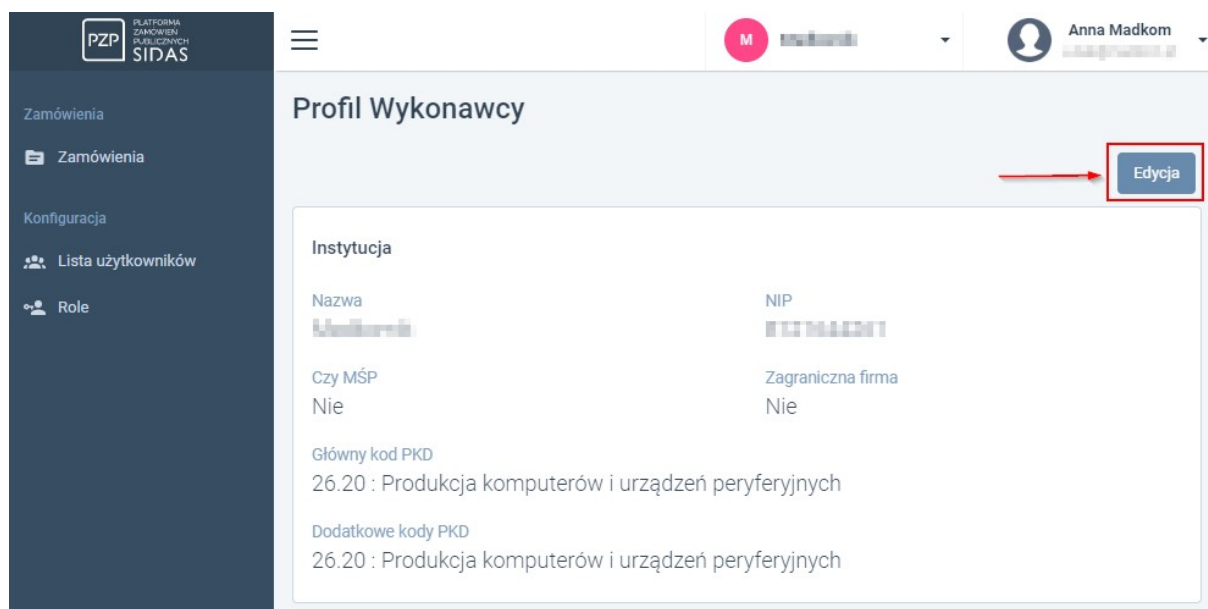 PZP
PLATFORMA
ZAMÓWIEŃ
PUBLICZNYCH
SIDAS
M
Anna Madkom
Zamówienia
Zamówienia
Konfiguracja
Lista użytkowników
Role
Profil Wykonawcy
Edycja
Instytucja
Nazwa
NIP
Czy MŚP
Zagraniczna firma
Nie
Nie
Główny kod PKD
26.20 : Produkcja komputerów i urządzeń peryferyjnych
Dodatkowe kody PKD
26.20 : Produkcja komputerów i urządzeń peryferyjnych